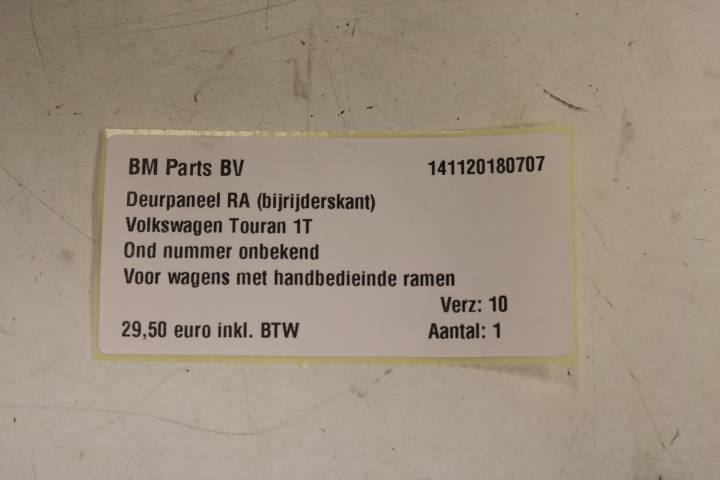 BM Parts BV 141120180707
Deurpaneel RA (bijrijderskant)
Volkswagen Touran 1T
Ond nummer onbekend
Voor wagens met handbedieinde ramen
Verz: 10
29,50 euro inkl. BTW Aantal: 1